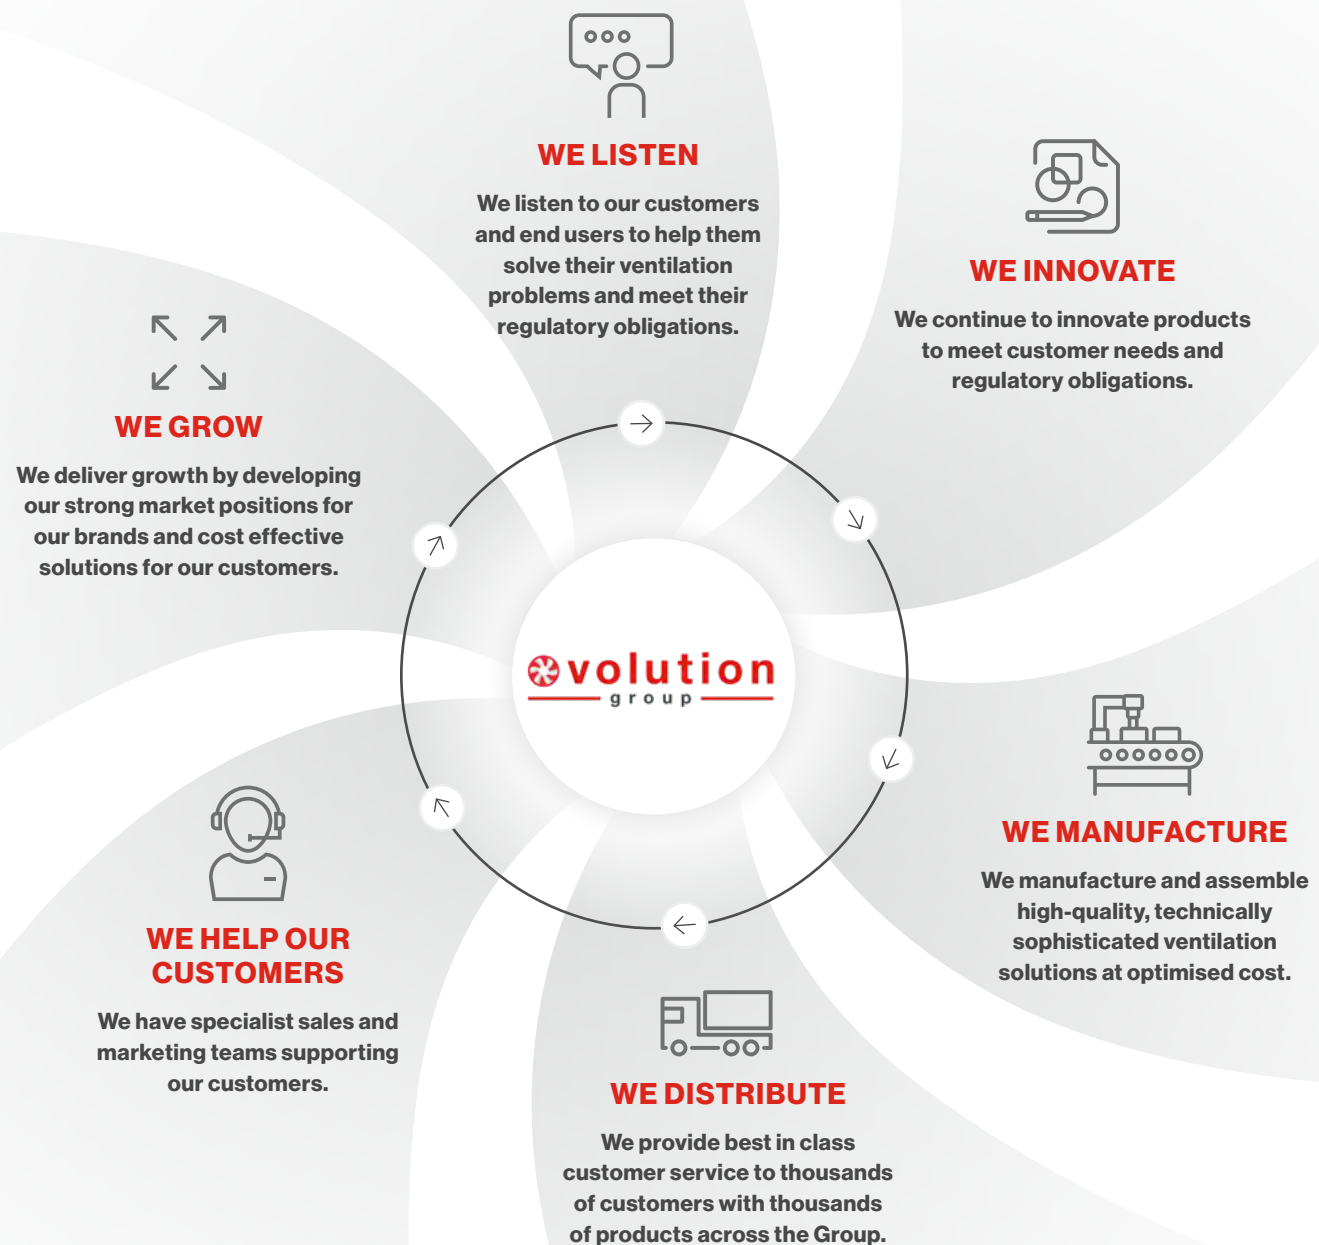 WE LISTEN
We listen to our customers
and end users to help them
solve their ventilation
problems and meet their
regulatory obligations.
WE INNOVATE
We continue to innovate products
to meet customer needs and
regulatory obligations.
WE MANUFACTURE
We manufacture and assemble
high-quality, technically
sophisticated ventilation
solutions at optimised cost.
WE DISTRIBUTE
We provide best in class
customer service to thousands
of customers with thousands
of products across the Group.
WE HELP OUR
CUSTOMERS
We have specialist sales and
marketing teams supporting
our customers.
WE GROW
We deliver growth by developing
our strong market positions for
our brands and cost effective
solutions for our customers.
volution
group